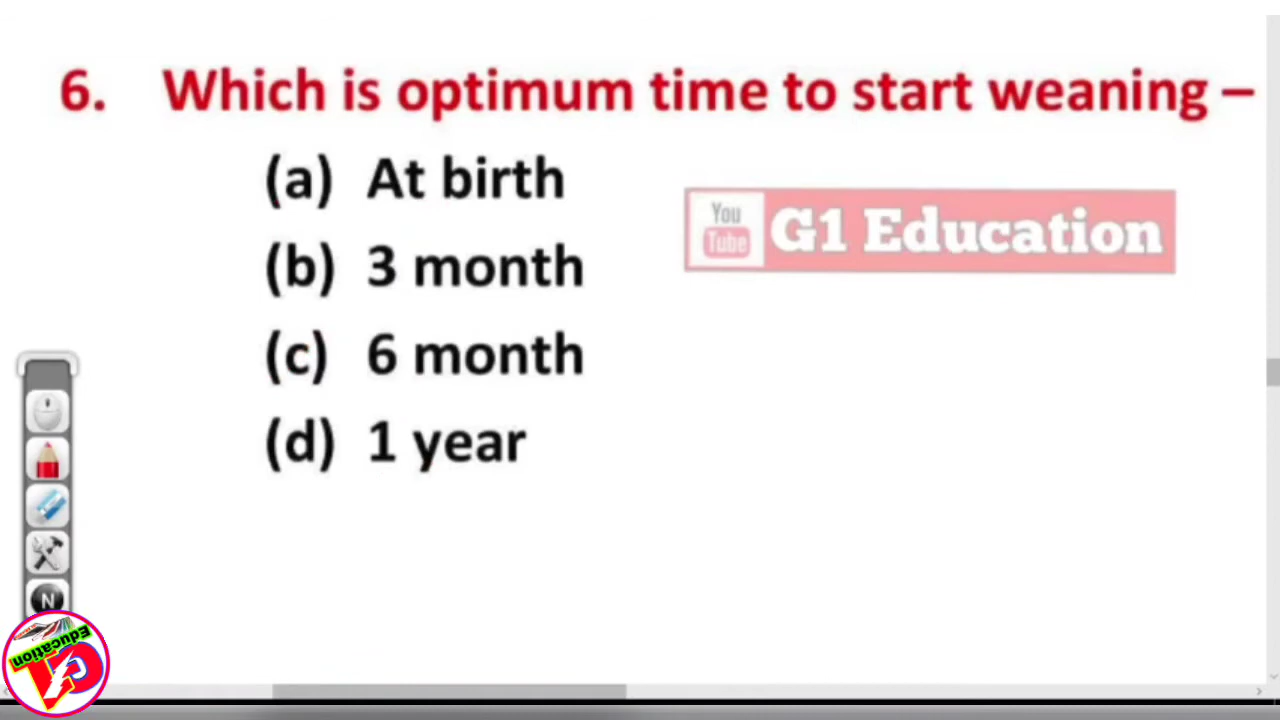 6. Which is optimum time to start weaning –
(a) At birth
You
Tube
G1 Education
(b) 3 month
(c) 6 month
(d) 1 year
N
Education